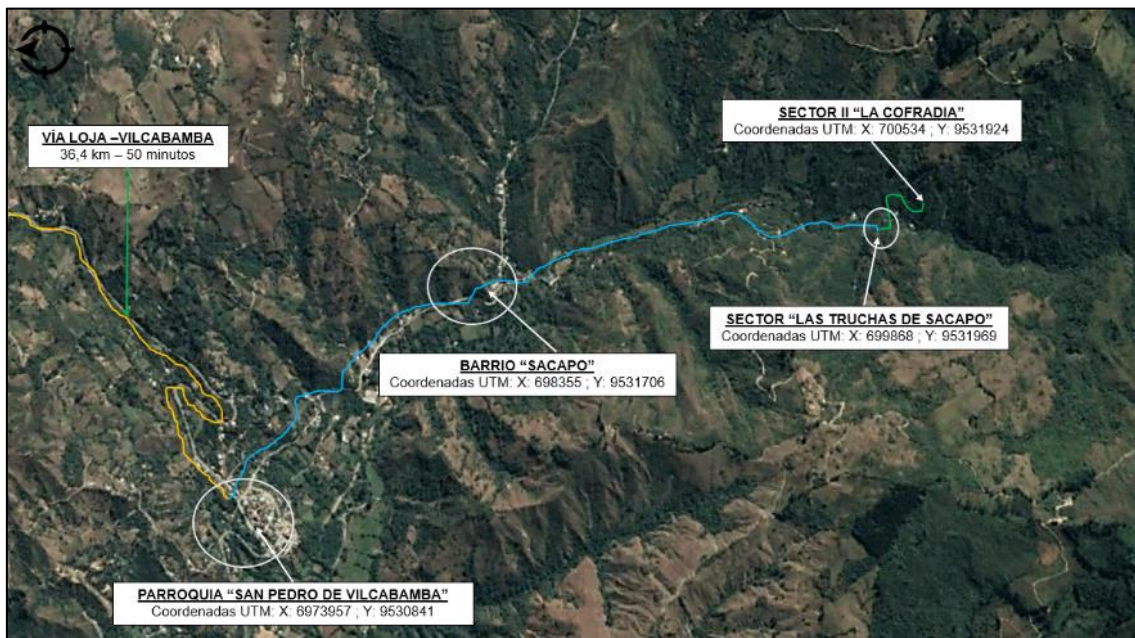 VÍA LOJA –VILCABAMBA
36,4 km – 50 minutos
SECTOR II “LA COFRADIA”
Coordenadas UTM: X: 700534 ; Y: 9531924
SECTOR “LAS TRUCHAS DE SACAPO”
Coordenadas UTM: X: 699868 ; Y: 9531969
BARRIO “SACAPO”
Coordenadas UTM: X: 698355 ; Y: 9531706
PARROQUIA “SAN PEDRO DE VILCABAMBA”
Coordenadas UTM: X: 6973957 ; Y: 9530841